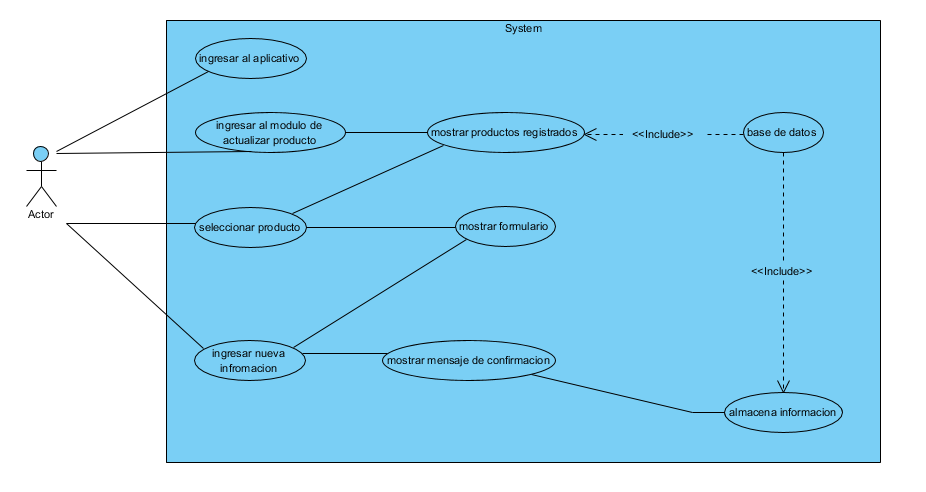 System
ingresar al aplicativo
ingresar al modulo de
actualizar producto
mostrar productos registrados
<<Include>>
base de datos
Actor
seleccionar producto
mostrar formulario
<<Include>>
ingresar nueva
infromacion
mostrar mensaje de confirmacion
almacena informacion